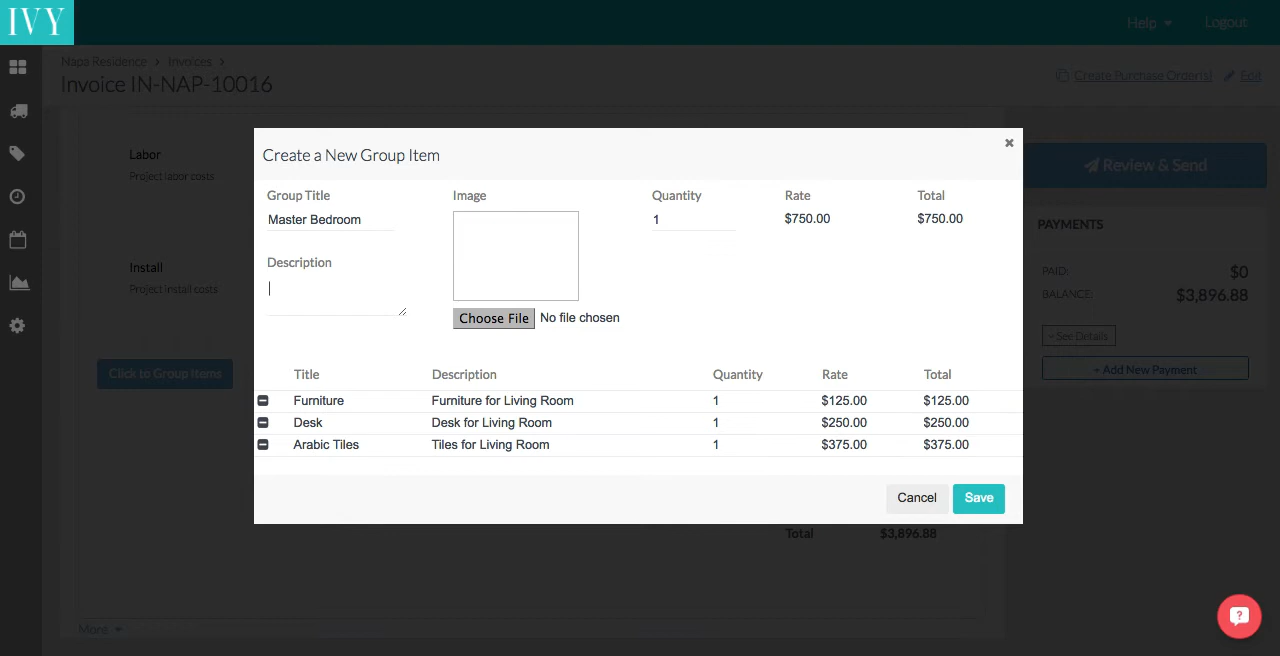 IVY
Help
Logout
Napa Residence > Invoices >
Invoice IN-NAP-10016
Create Purchase Order(s)
Edit
Labor
Project labor costs
Install
Project install costs
Click to Group Items
Create a New Group Item
×
Group Title
Image
Quantity
Rate
Total
Master Bedroom
1
$750.00
$750.00
Description
Choose File
No file chosen
Title Description Quantity Rate Total
Furniture Furniture for Living Room 1 $125.00 $125.00
Desk Desk for Living Room 1 $250.00 $250.00
Arabic Tiles Tiles for Living Room 1 $375.00 $375.00
Cancel
Save
Review & Send
PAYMENTS
PAID: $0
BALANCE: $3,896.88
+ See Details
+ Add New Payment
Total $3,896.88
More
?